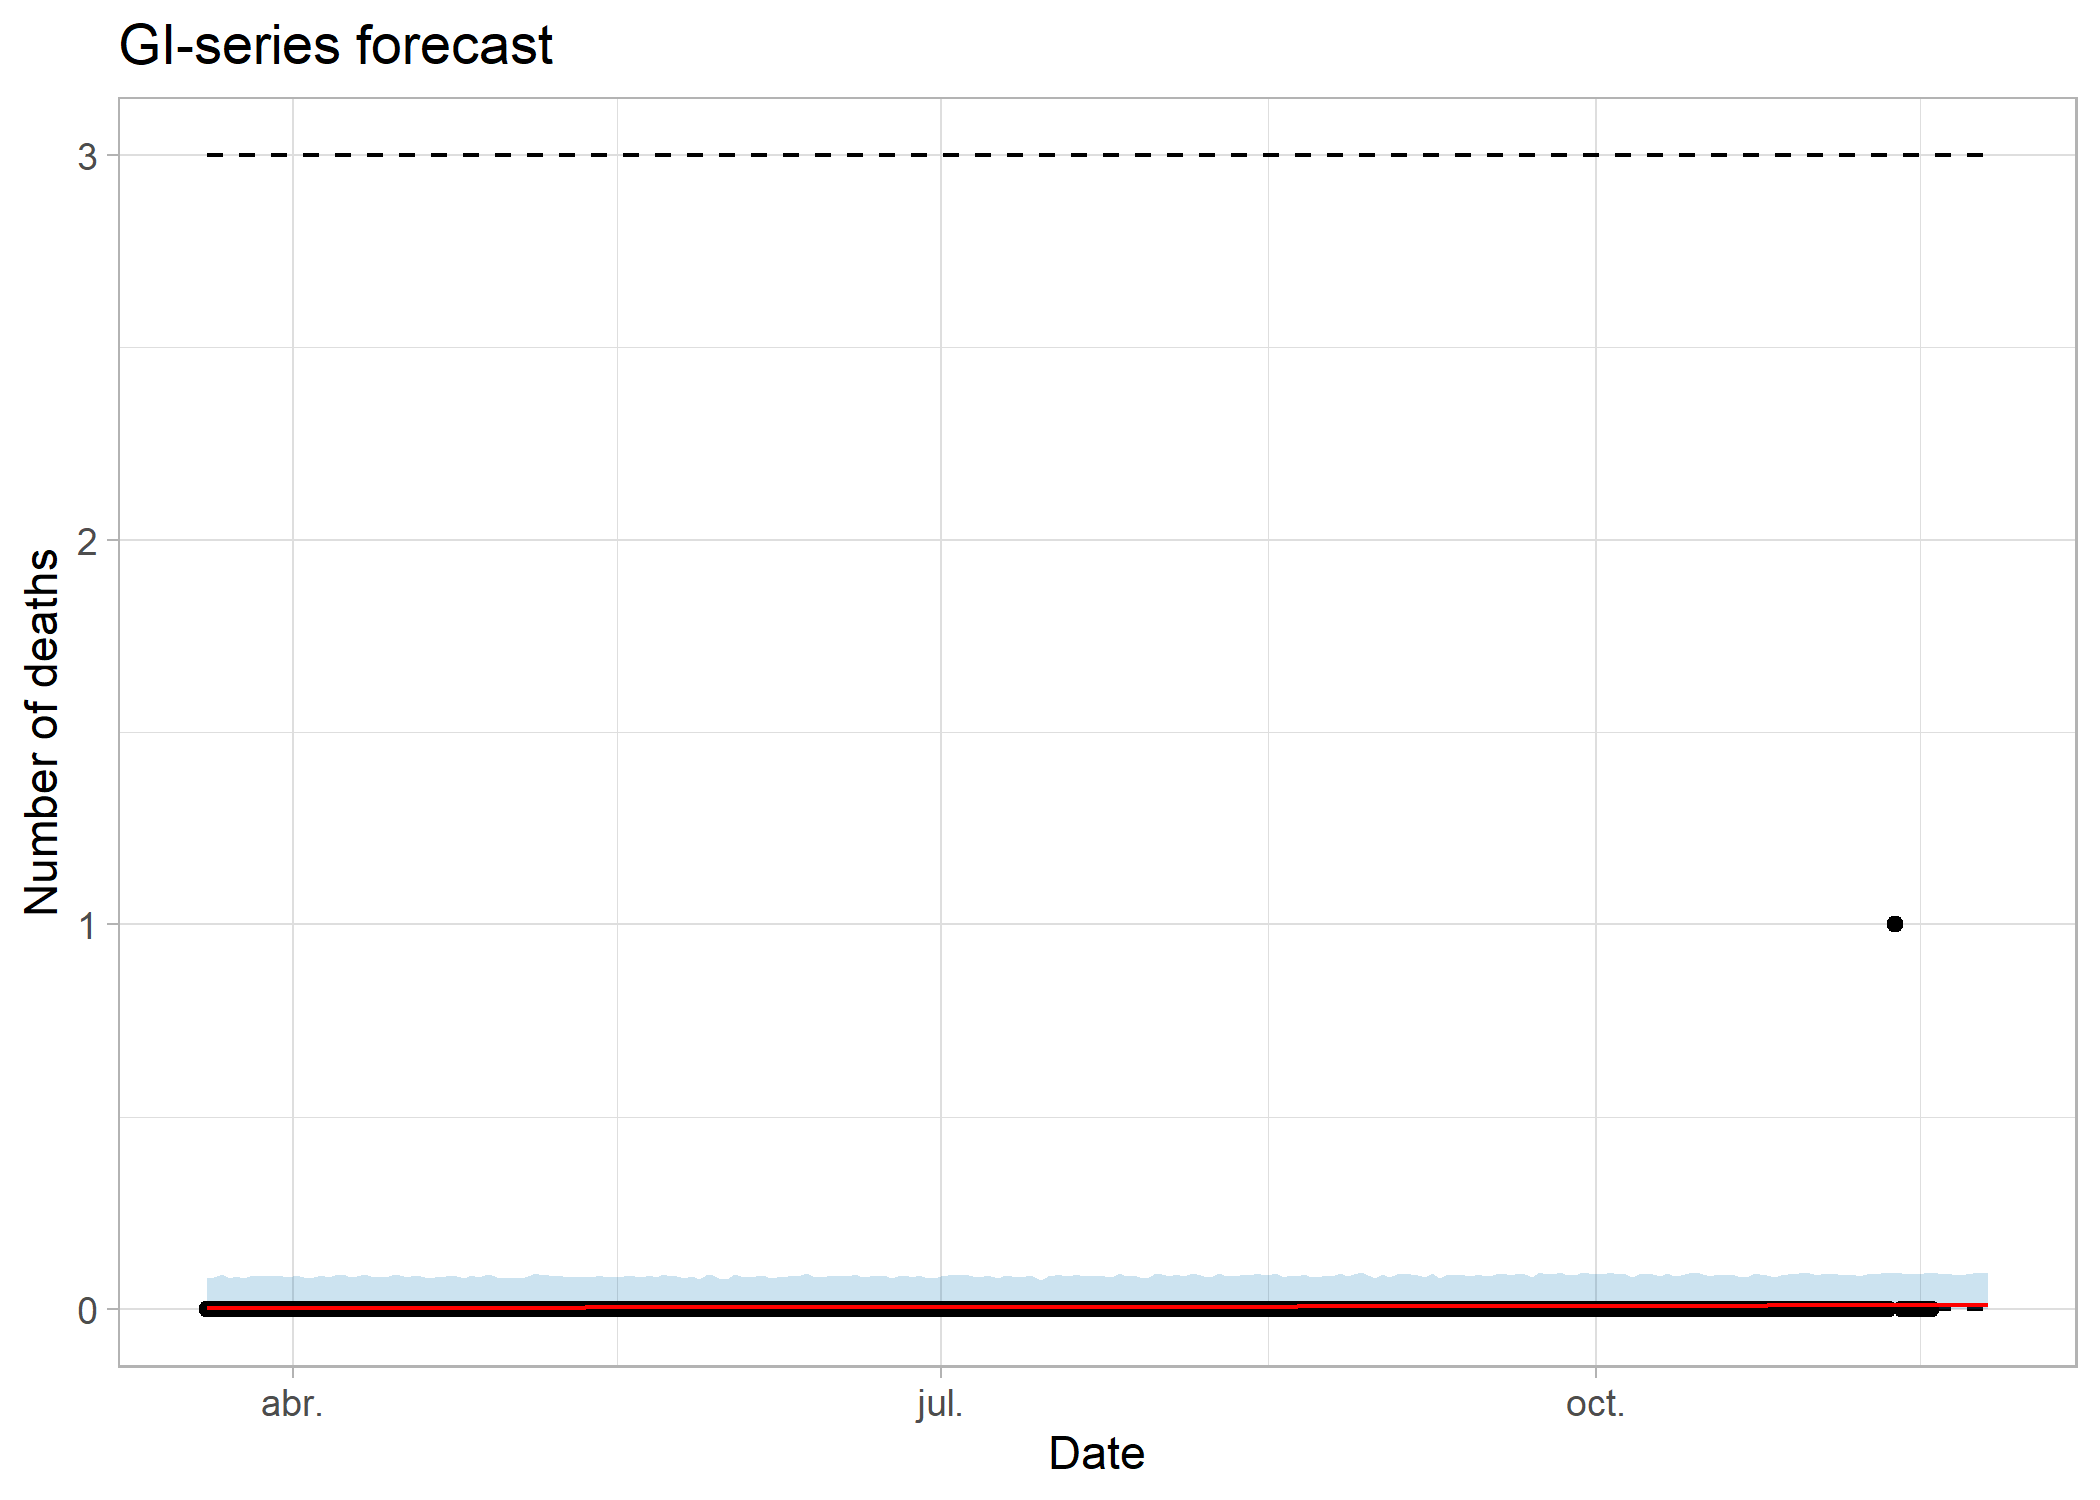 GI-series forecast
Number of deaths
3
2
1
0
abr.
jul.
oct.
Date